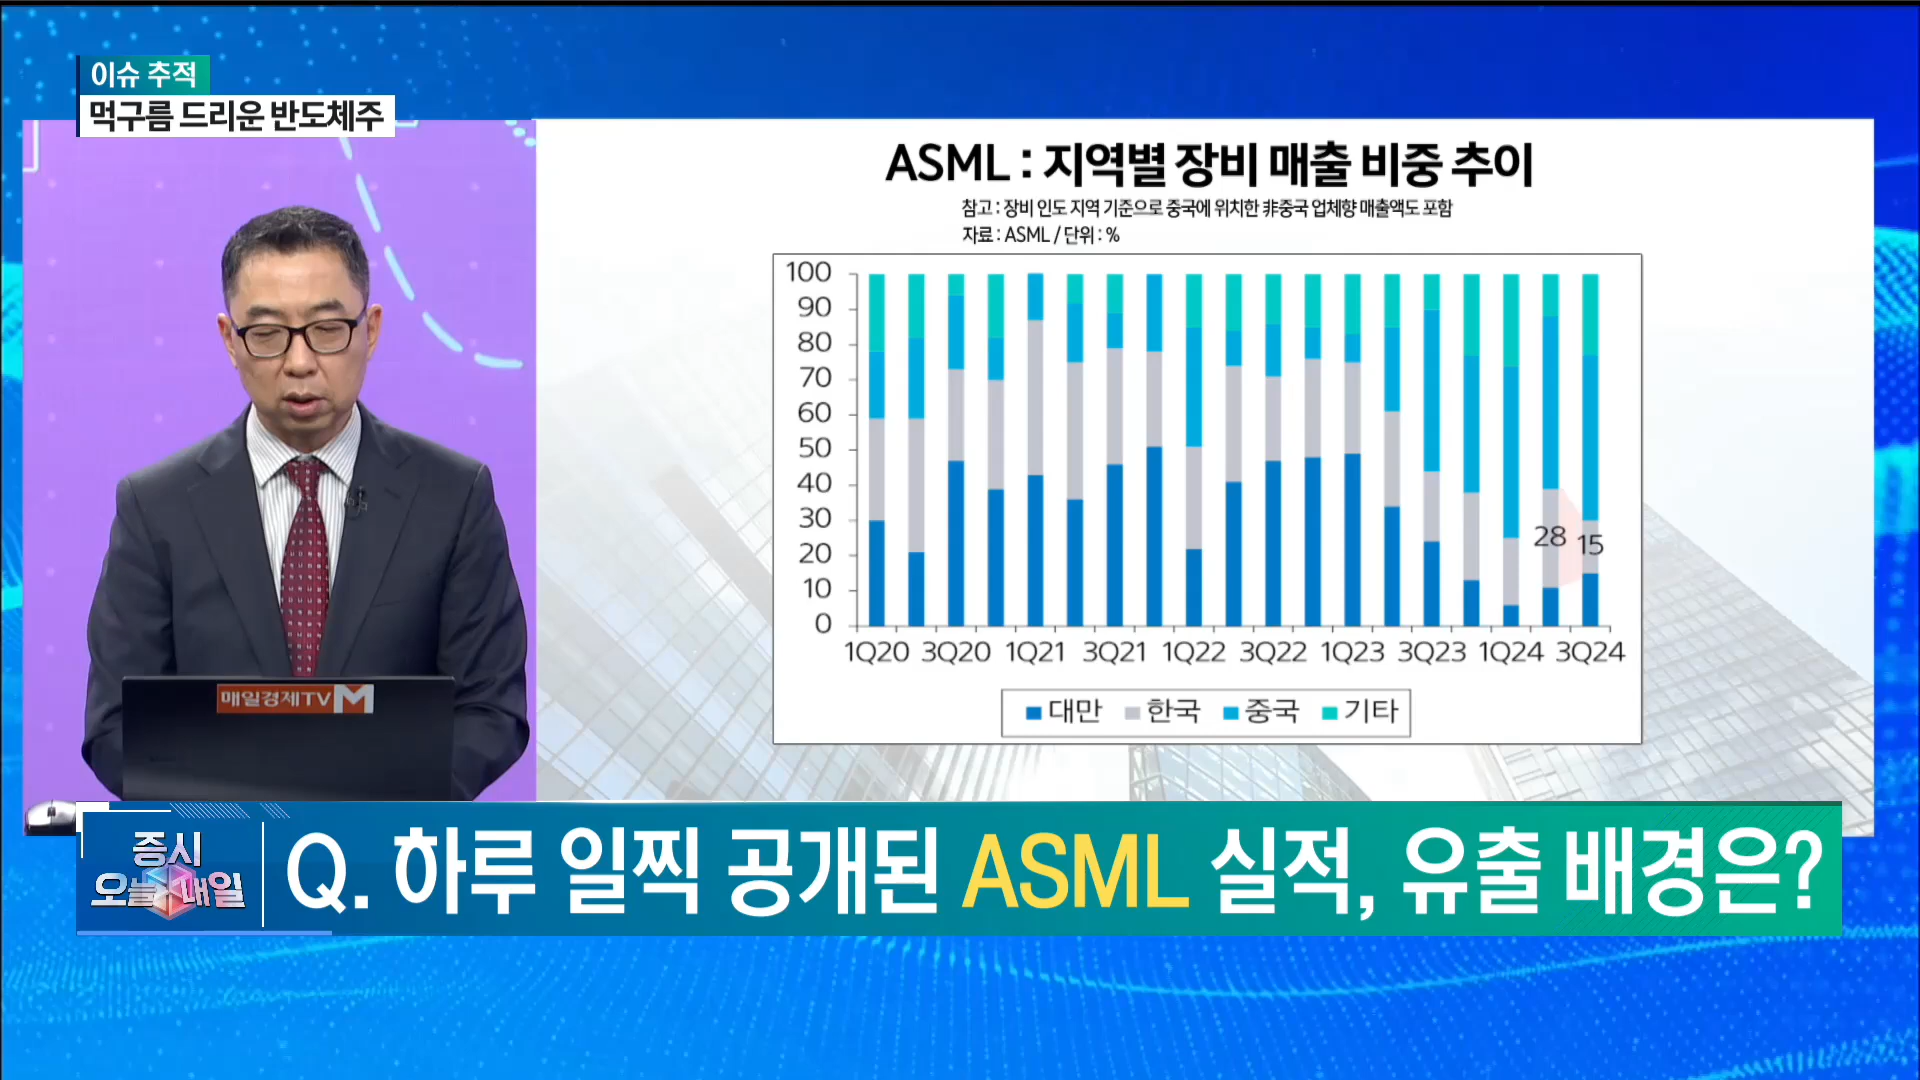 이슈 추적
먹구름 드리운 반도체주
ASML : 지역별 장비 매출 비중 추이
참고 : 장비 인도 지역 기준으로 중국에 위치한 非중국 업체향 매출액도 포함
자료 : ASML / 단위 : %
100
90
80
70
60
50
40
30
20
10
0
28
15
1Q20 3Q20 1Q21 3Q21 1Q22 3Q22 1Q23 3Q23 1Q24 3Q24
대만 한국 중국 기타
매일경제TV M
증시
오늘 매일
Q. 하루 일찍 공개된 ASML 실적, 유출 배경은?